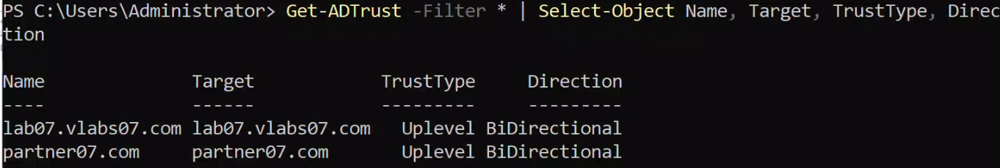 PS C:\Users\Administrator> Get-ADTrust -Filter * | Select-Object Name, Target, TrustType, Direc
tion
Name Target TrustType Direction
---- ------ --------- ---------
lab07.vlabs07.com lab07.vlabs07.com Uplevel BiDirectional
partner07.com partner07.com Uplevel BiDirectional